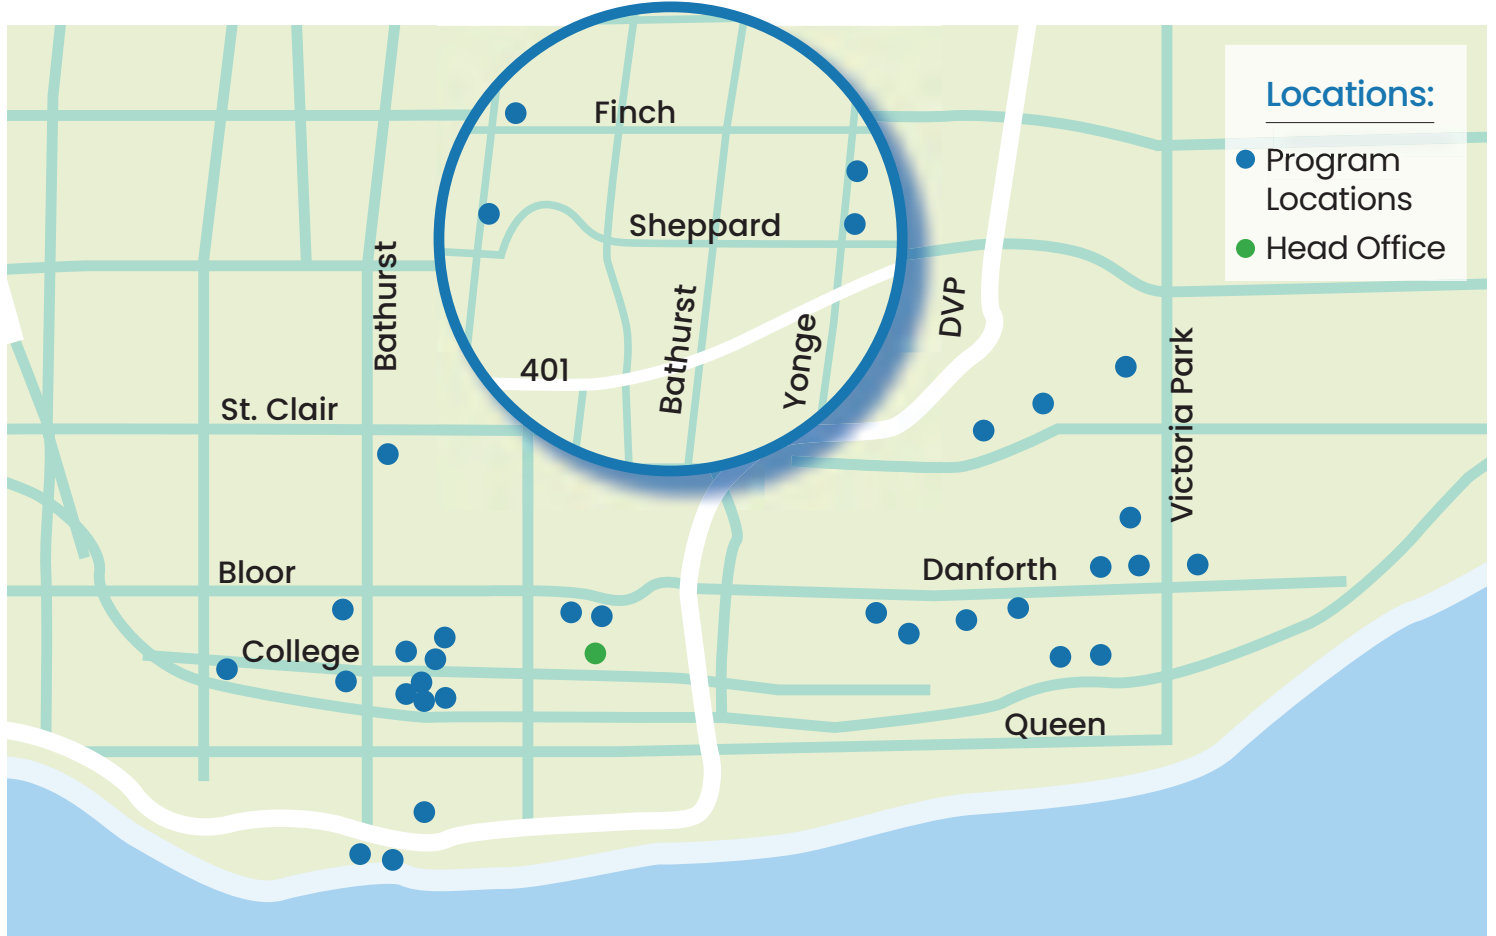 Finch
Sheppard
Bathurst
Yonge
401
Bathurst
DVP
St. Clair
Victoria Park
Bloor
Danforth
College
Queen
Locations:
Program
Locations
Head Office